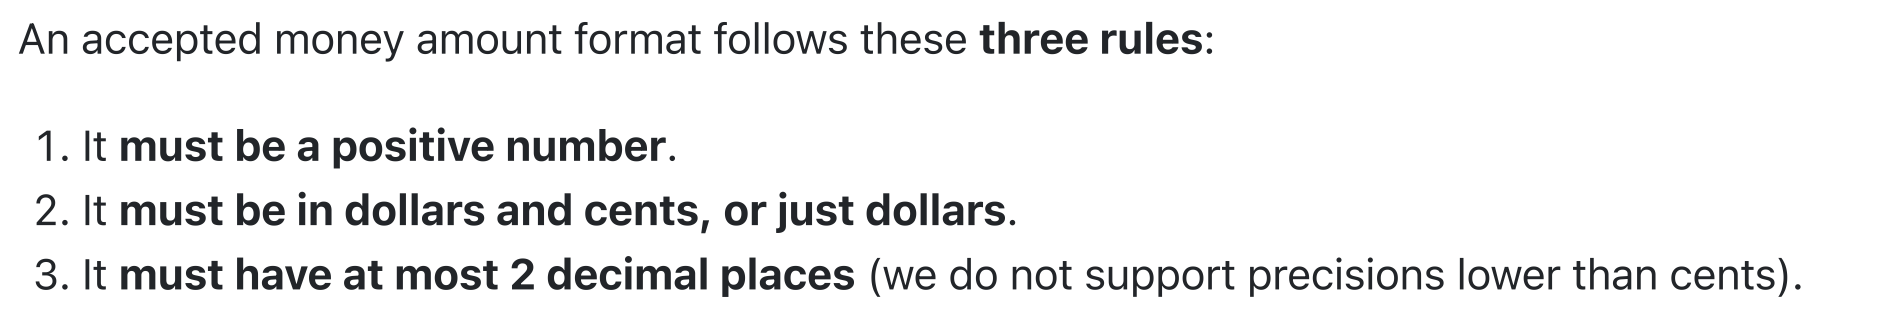 An accepted money amount format follows these three rules:
1. It must be a positive number.
2. It must be in dollars and cents, or just dollars.
3. It must have at most 2 decimal places (we do not support precisions lower than cents).